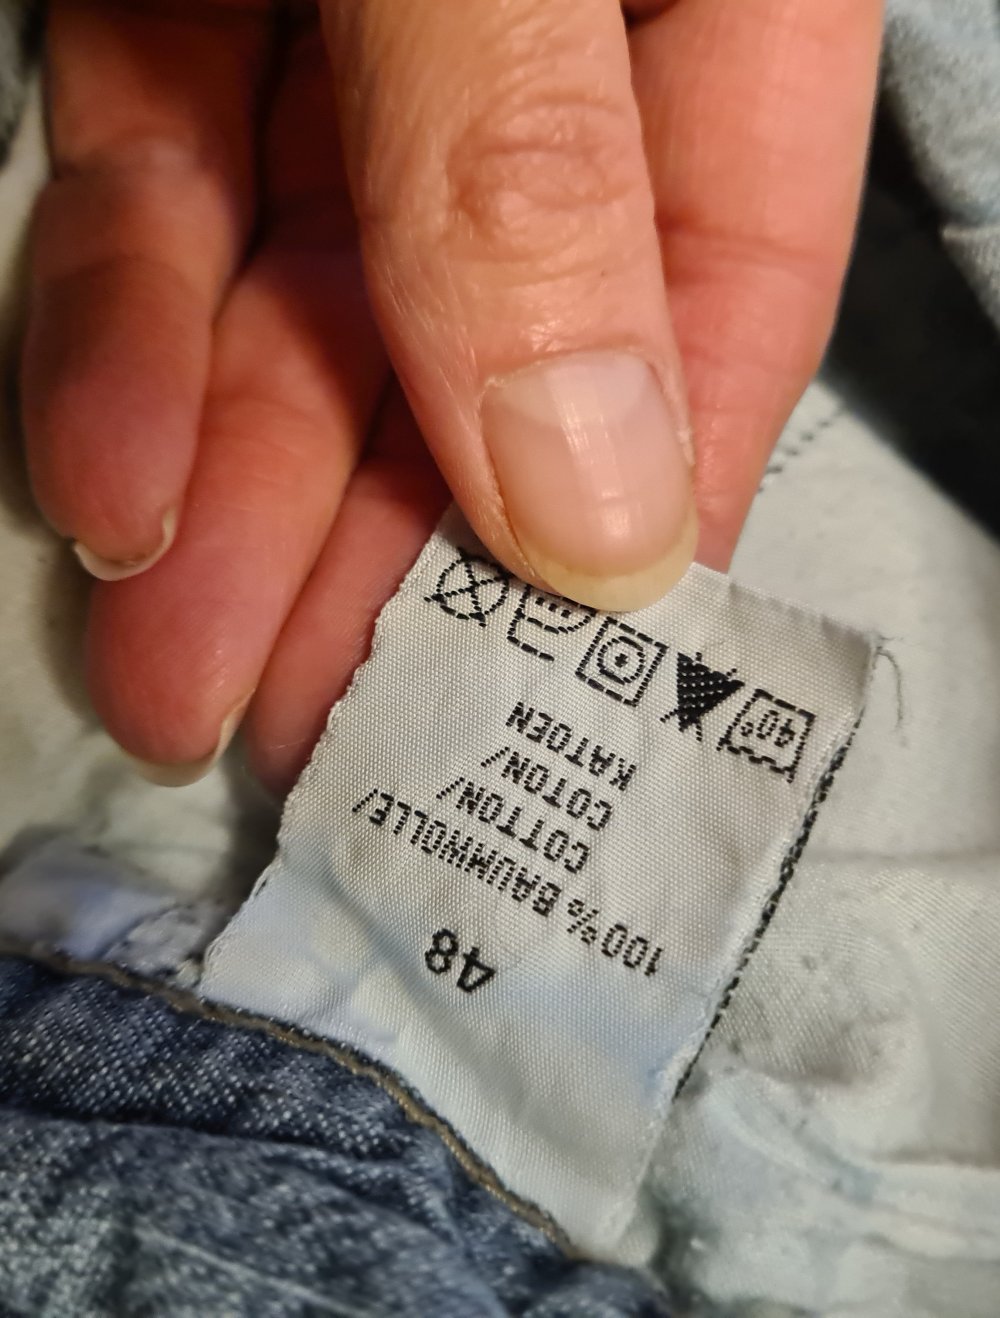 48
100% BAUMWOLLE/
COTTON/
COTON/
KATOEN
40°